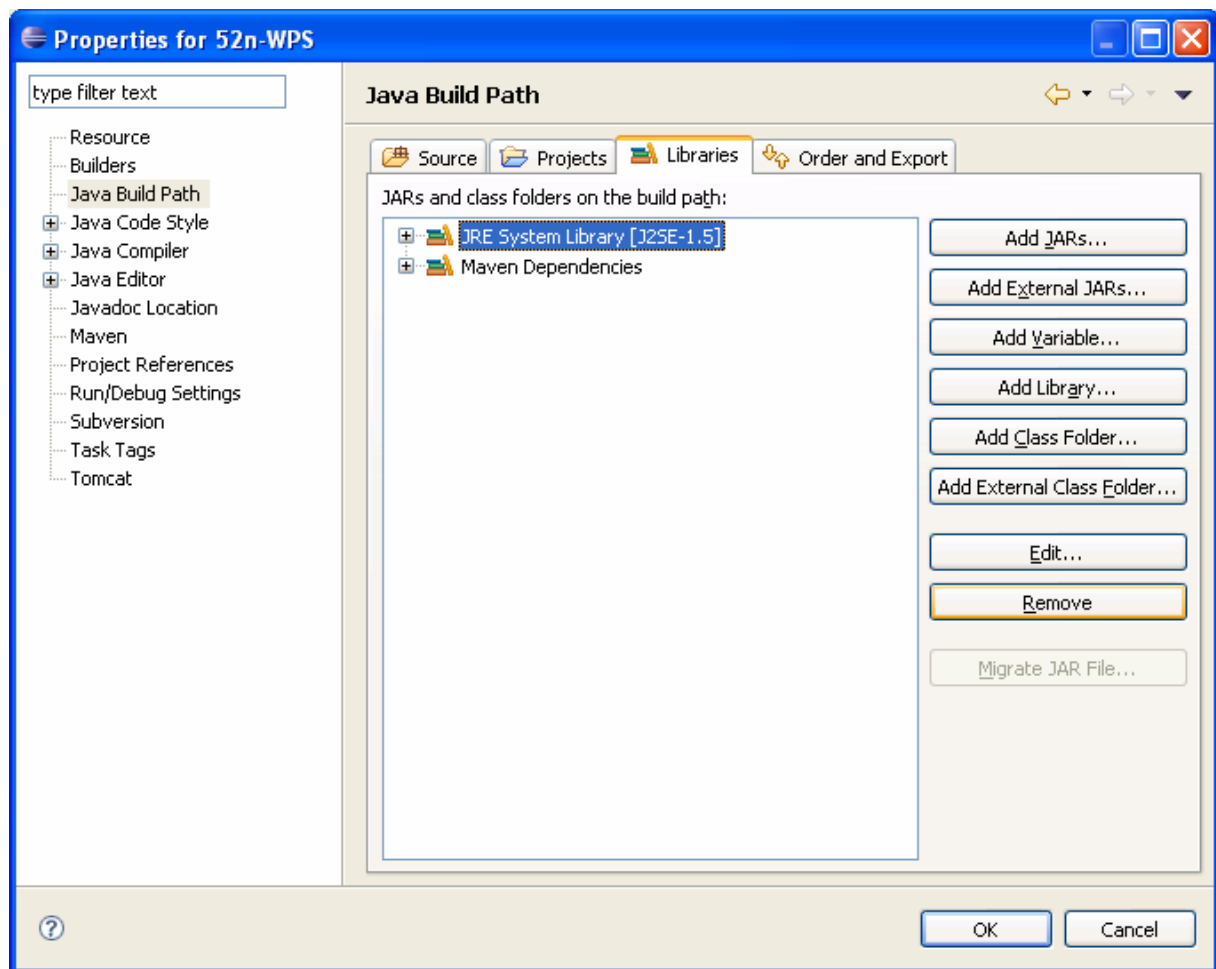 Properties for 52n-WPS
type filter text
Resource
Builders
Java Build Path
Java Code Style
Java Compiler
Java Editor
Javadoc Location
Maven
Project References
Run/Debug Settings
Subversion
Task Tags
Tomcat
Java Build Path
Source Projects Libraries Order and Export
JARs and class folders on the build path:
JRE System Library [J2SE-1.5]
Maven Dependencies
Add JARs...
Add External JARs...
Add Variable...
Add Library...
Add Class Folder...
Add External Class Folder...
Edit...
Remove
Migrate JAR File...
?
OK Cancel